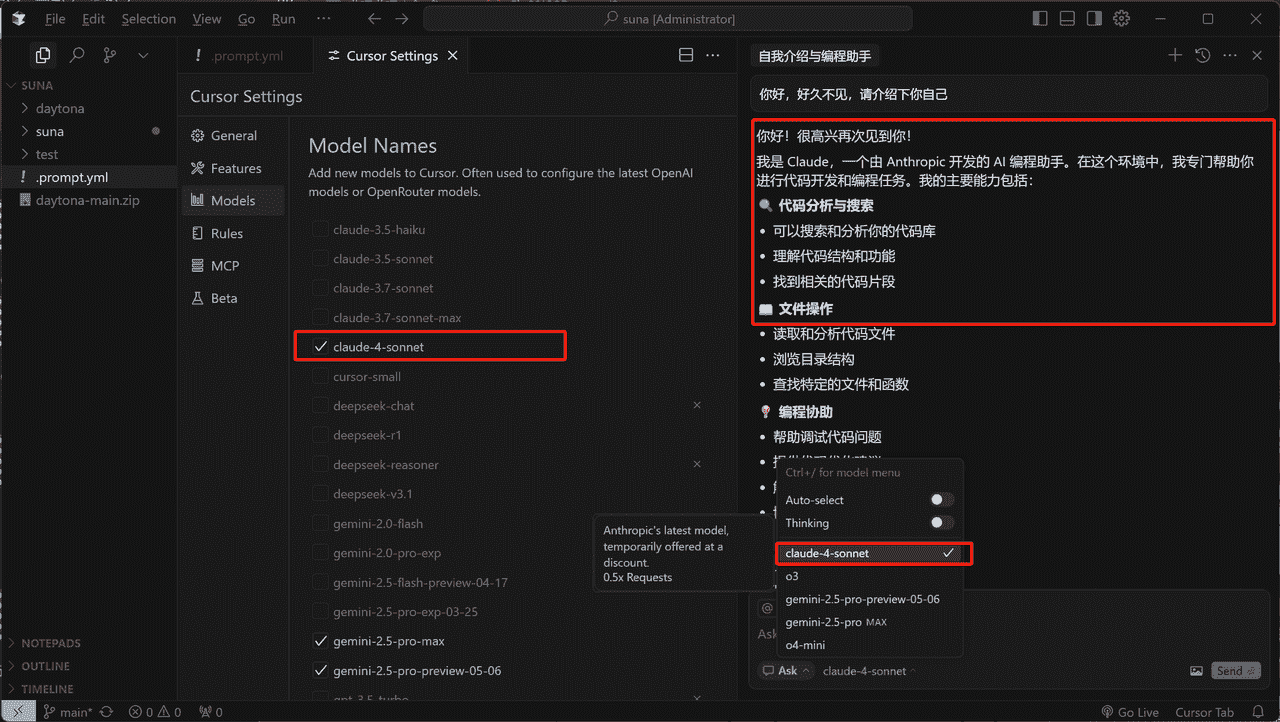 File Edit Selection View Go Run ···
suna [Administrator]
SUNA
daytona
suna
test
! .prompt.yml
daytona-main.zip
NOTEPADS
OUTLINE
TIMELINE
! .prompt.yml
Cursor Settings
Cursor Settings
General
Features
Models
Rules
MCP
Beta
Model Names
Add new models to Cursor. Often used to configure the latest OpenAI
models or OpenRouter models.
claude-3.5-haiku
claude-3.5-sonnet
claude-3.7-sonnet
claude-3.7-sonnet-max
claude-4-sonnet
cursor-small
deepseek-chat
deepseek-r1
deepseek-reasoner
deepseek-v3.1
gemini-2.0-flash
gemini-2.0-pro-exp
gemini-2.5-flash-preview-04-17
gemini-2.5-pro-exp-03-25
gemini-2.5-pro-max
gemini-2.5-pro-preview-05-06
gpt-3.5-turbo
自我介绍与编程助手
你好，好久不见，请介绍下你自己
你好！很高兴再次见到你！
我是 Claude，一个由 Anthropic 开发的 AI 编程助手。在这个环境中，我专门帮助你
进行代码开发和编程任务。我的主要能力包括：
代码分析与搜索
• 可以搜索和分析你的代码库
• 理解代码结构和功能
• 找到相关的代码片段
文件操作
• 读取和分析代码文件
• 浏览目录结构
• 查找特定的文件和函数
编程协助
• 帮助调试代码问题
Ctrl+/ for model menu
Auto-select
Thinking
claude-4-sonnet
o3
gemini-2.5-pro-preview-05-06
gemini-2.5-pro MAX
o4-mini
Anthropic's latest model,
temporarily offered at a
discount.
0.5x Requests
@
Ask
Ask claude-4-sonnet
Send
main* 0 0 0
Go Live Cursor Tab